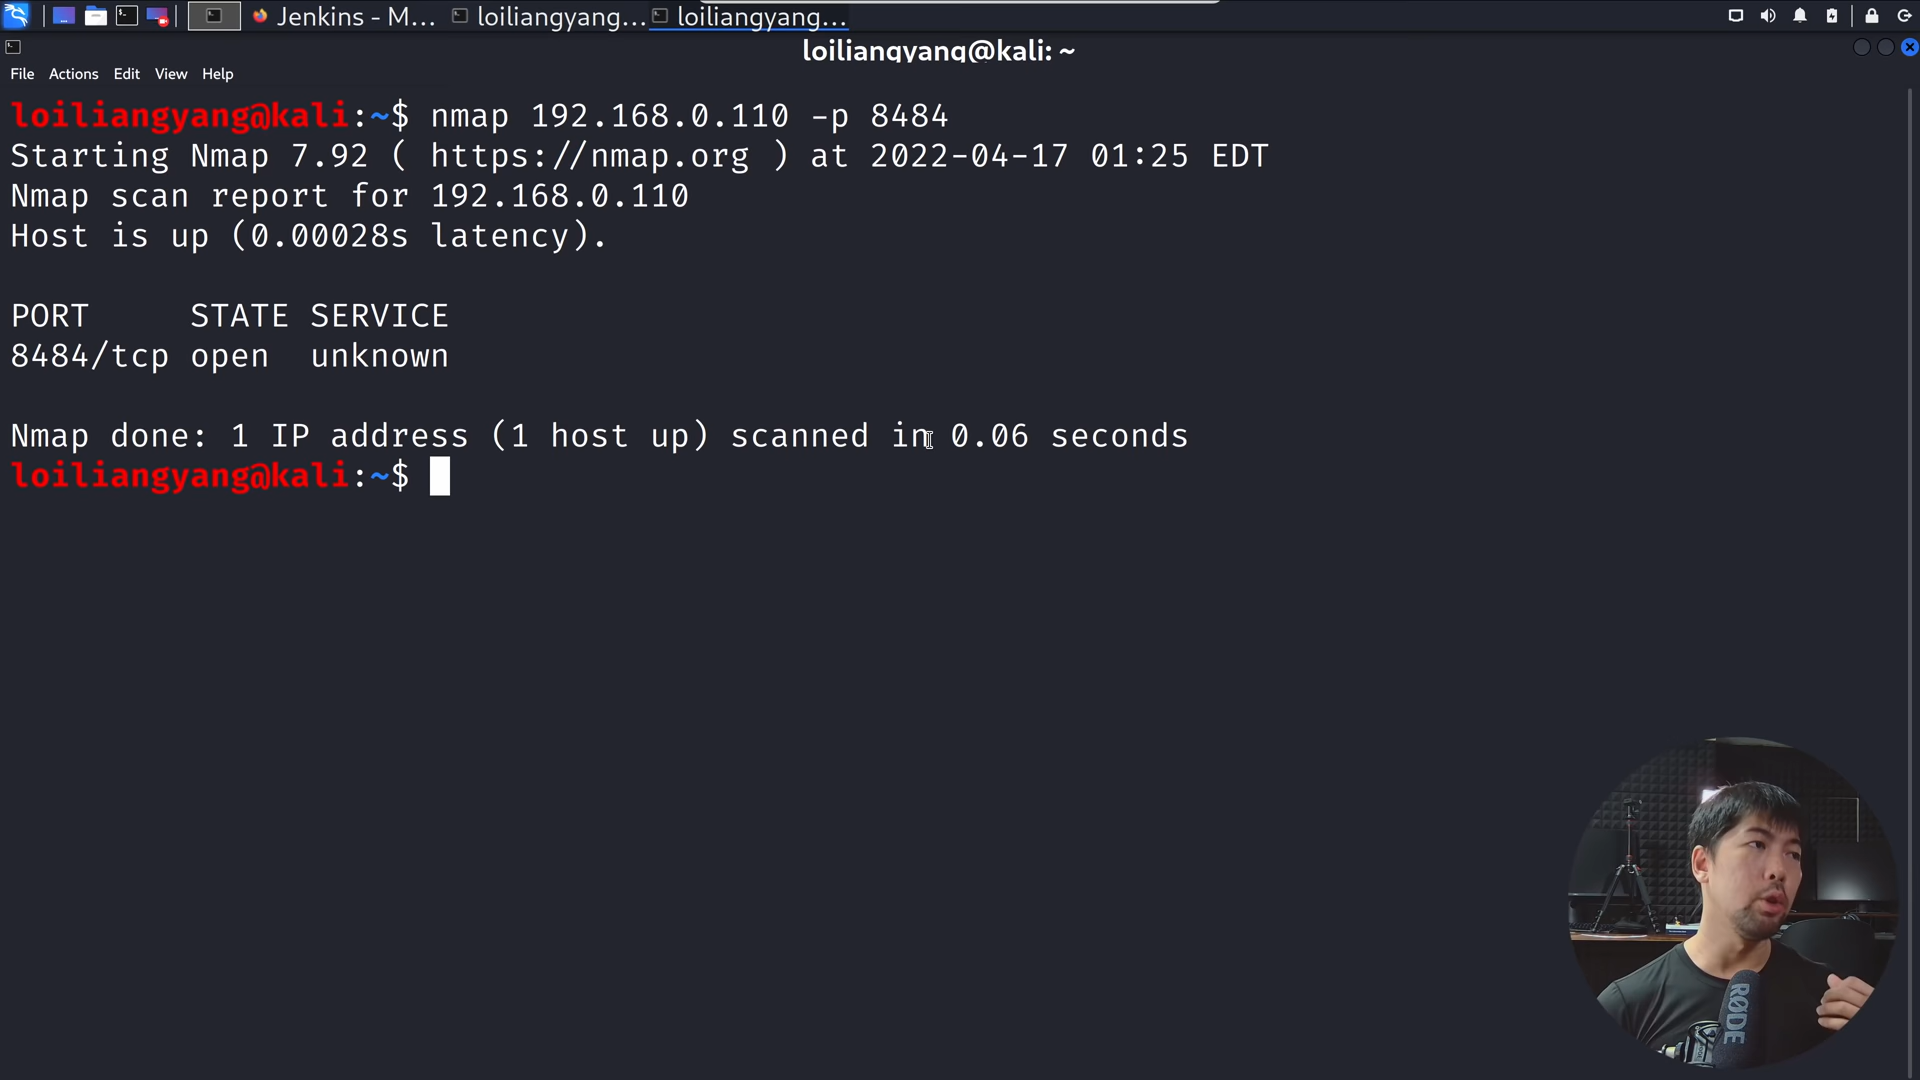 Jenkins - M...
loiliangyang...
loiliangyang...
loiliangyang@kali: ~
File Actions Edit View Help
loiliangyang@kali:~$ nmap 192.168.0.110 -p 8484
Starting Nmap 7.92 ( https://nmap.org ) at 2022-04-17 01:25 EDT
Nmap scan report for 192.168.0.110
Host is up (0.00028s latency).
PORT STATE SERVICE
8484/tcp open unknown
Nmap done: 1 IP address (1 host up) scanned in 0.06 seconds
loiliangyang@kali:~$
RØDE